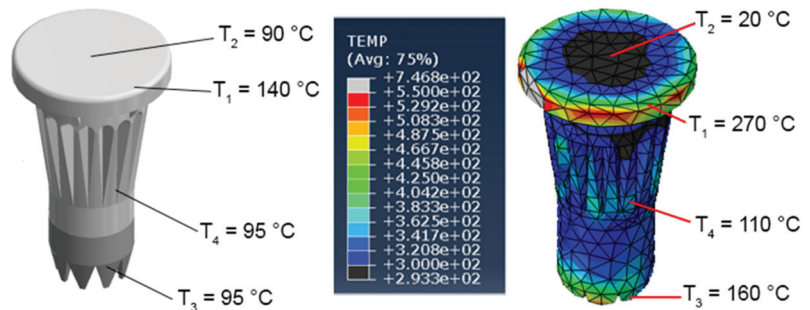 T₂ = 90 °C
T₁ = 140 °C
T₄ = 95 °C
T₃ = 95 °C
TEMP
(Avg: 75%)
+7.468e+02
+5.500e+02
+5.292e+02
+5.083e+02
+4.875e+02
+4.667e+02
+4.458e+02
+4.250e+02
+4.042e+02
+3.833e+02
+3.625e+02
+3.417e+02
+3.208e+02
+3.000e+02
+2.933e+02
T₂ = 20 °C
T₁ = 270 °C
T₄ = 110 °C
T₃ = 160 °C